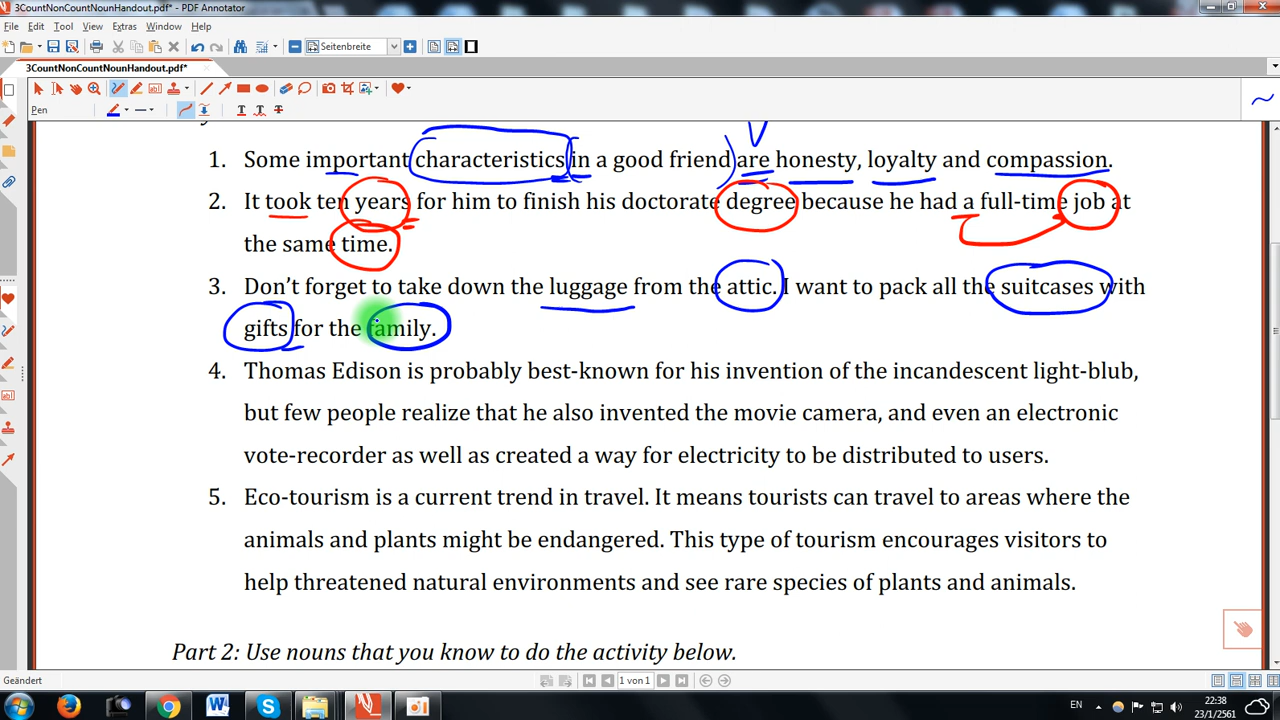 3CountNonCountNounHandout.pdf* - PDF Annotator
File Edit Tool View Extras Window Help
Seitenbreite
3CountNonCountNounHandout.pdf*
Pen
V
1. Some important characteristics in a good friend are honesty, loyalty and compassion.
2. It took ten years for him to finish his doctorate degree because he had a full-time job at
the same time.
3. Don't forget to take down the luggage from the attic. I want to pack all the suitcases with
gifts for the family.
4. Thomas Edison is probably best-known for his invention of the incandescent light-blub,
but few people realize that he also invented the movie camera, and even an electronic
vote-recorder as well as created a way for electricity to be distributed to users.
5. Eco-tourism is a current trend in travel. It means tourists can travel to areas where the
animals and plants might be endangered. This type of tourism encourages visitors to
help threatened natural environments and see rare species of plants and animals.
Part 2: Use nouns that you know to do the activity below.
Geändert
1 von 1
EN
22:38
23/1/2561